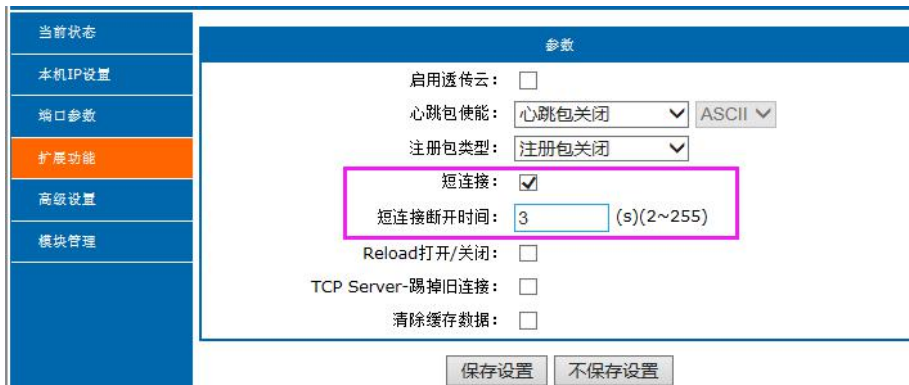 当前状态
本机IP设置
端口参数
扩展功能
高级设置
模块管理
参数
启用透传云：
心跳包使能： 心跳包关闭 ASCII
注册包类型： 注册包关闭
短连接：
短连接断开时间： 3 (s)(2~255)
Reload打开/关闭：
TCP Server-踢掉旧连接：
清除缓存数据：
保存设置 不保存设置